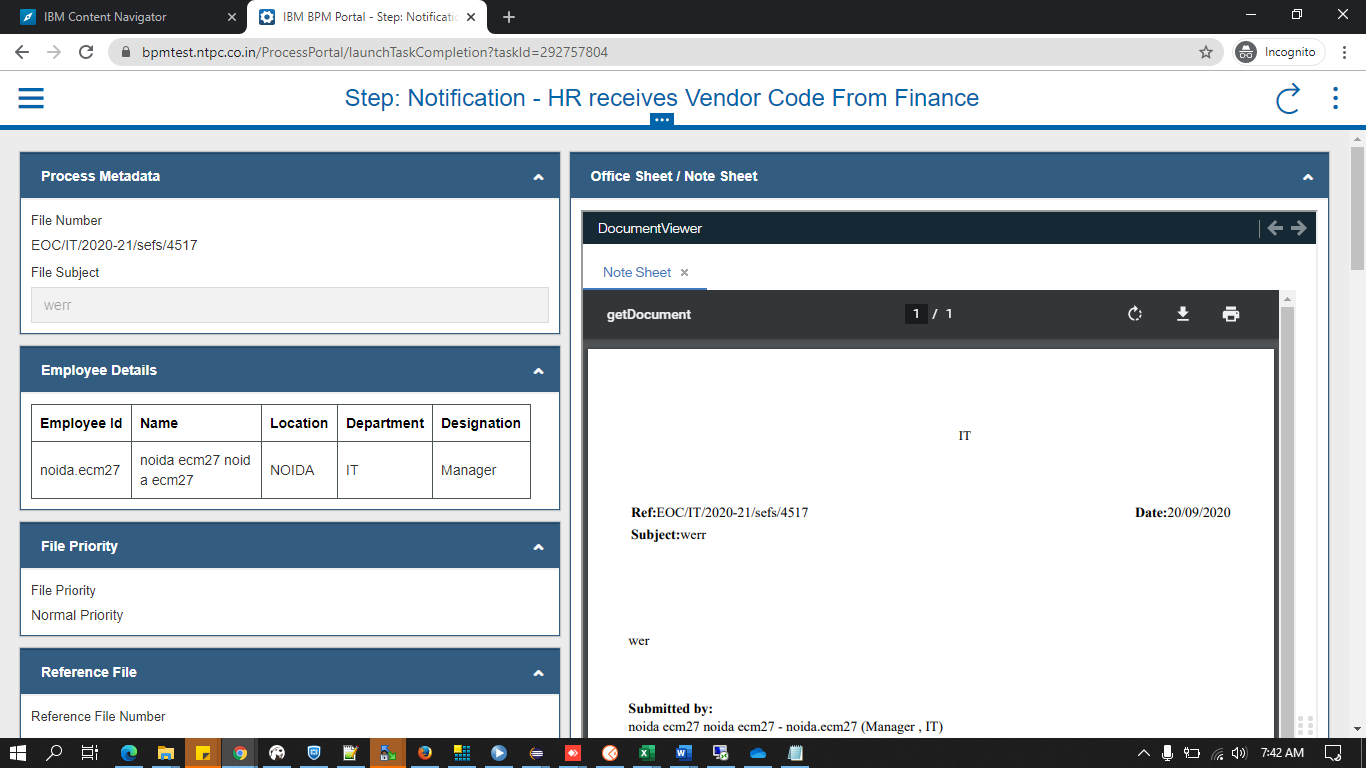 IBM Content Navigator
IBM BPM Portal - Step: Notificatio
bpmtest.ntpc.co.in/ProcessPortal/launchTaskCompletion?taskId=292757804
Incognito
Step: Notification - HR receives Vendor Code From Finance
Process Metadata
File Number
EOC/IT/2020-21/sefs/4517
File Subject
werr
Employee Details
Employee Id Name Location Department Designation
noida.ecm27 noida ecm27 noid NOIDA IT Manager
a ecm27
File Priority
File Priority
Normal Priority
Reference File
Reference File Number
Office Sheet / Note Sheet
DocumentViewer
Note Sheet
getDocument 1 / 1
IT
Ref:EOC/IT/2020-21/sefs/4517 Date:20/09/2020
Subject:werr
wer
Submitted by:
noida ecm27 noida ecm27 - noida.ecm27 (Manager , IT)
7:42 AM